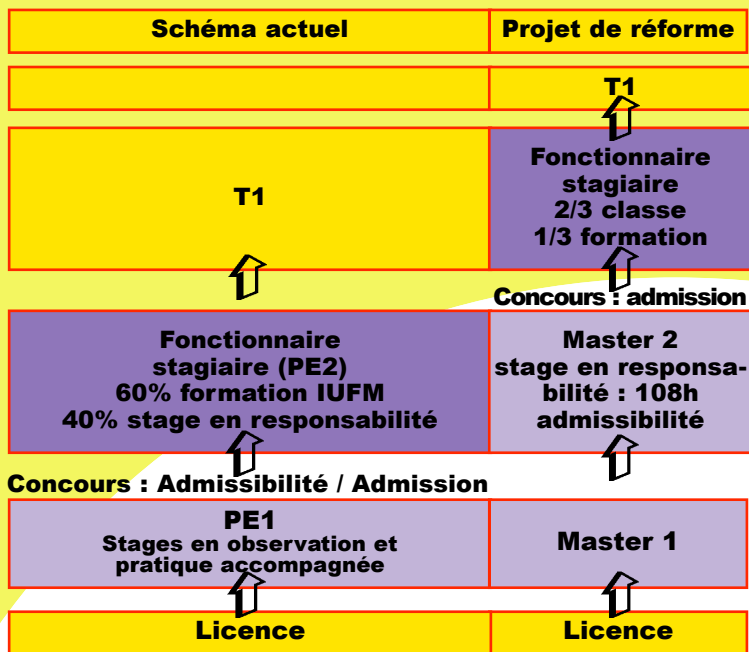 Schéma actuel
Projet de réforme
T1
T1
Fonctionnaire
stagiaire
2/3 classe
1/3 formation
Concours : admission
Fonctionnaire
stagiaire (PE2)
60% formation IUFM
40% stage en responsabilité
Master 2
stage en responsa-
bilité : 108h
admissibilité
Concours : Admissibilité / Admission
PE1
Stages en observation et
pratique accompagnée
Master 1
Licence
Licence